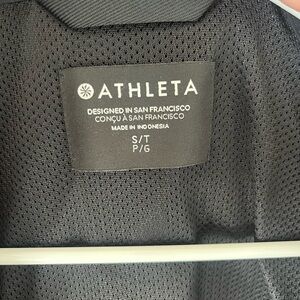 ATHLETA
DESIGNED IN SAN FRANCISCO
CONÇU À SAN FRANCISCO
MADE IN INDONESIA
S/T
P/G